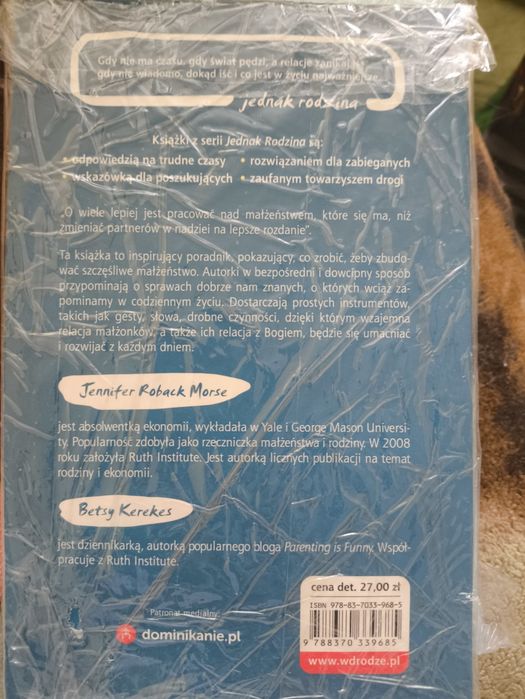 Gdy nie ma czasu, gdy świat pędzi, a relacje zanikają,
gdy nie wiadomo, dokąd iść i co jest w życiu najważniejsze
jednak rodzina
Książki z serii Jednak Rodzina są:
• odpowiedzią na trudne czasy • rozwiązaniem dla zabieganych
• wskazówką dla poszukujących • zaufanym towarzyszem drogi
„O wiele lepiej jest pracować nad małżeństwem, które się ma, niż
zmieniać partnerów w nadziei na lepsze rozdanie”.
Ta książka to inspirujący poradnik, pokazujący, co zrobić, żeby zbudo-
wać szczęśliwe małżeństwo. Autorki w bezpośredni i dowcipny sposób
przypominają o sprawach dobrze nam znanych, o których wciąż za-
pominamy w codziennym życiu. Dostarczają prostych instrumentów,
takich jak gesty, słowa, drobne czynności, dzięki którym wzajemna
relacja małżonków, a także ich relacja z Bogiem, będzie się umacniać
i rozwijać z każdym dniem.
Jennifer Roback Morse
jest absolwentką ekonomii, wykładała w Yale i George Mason Universi-
ty. Popularność zdobyła jako rzeczniczka małżeństwa i rodziny. W 2008
roku założyła Ruth Institute. Jest autorką licznych publikacji na temat
rodziny i ekonomii.
Betsy Kerekes
jest dziennikarką, autorką popularnego bloga Parenting is Funny. Współ-
pracuje z Ruth Institute.
cena det. 27,00 zł
ISBN 978-83-7033-968-5
9 788370 339685
www.wdrodze.pl
Patronat medialny:
dominikanie.pl